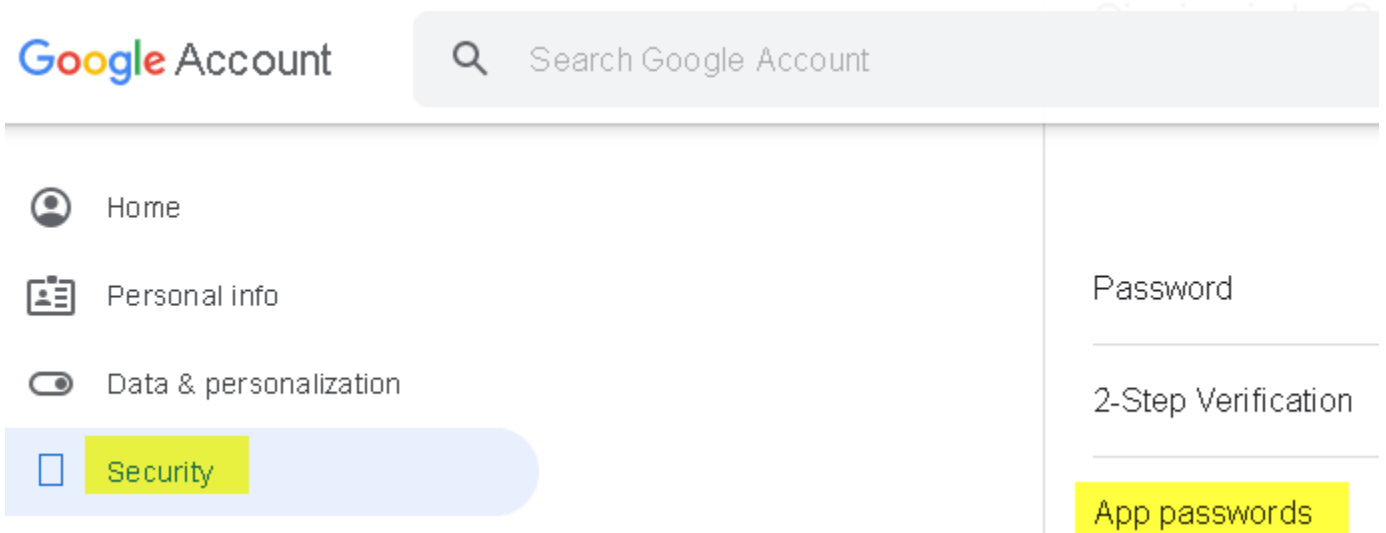 Google Account
Search Google Account
Home
Personal info
Data & personalization
Security
Password
2-Step Verification
App passwords